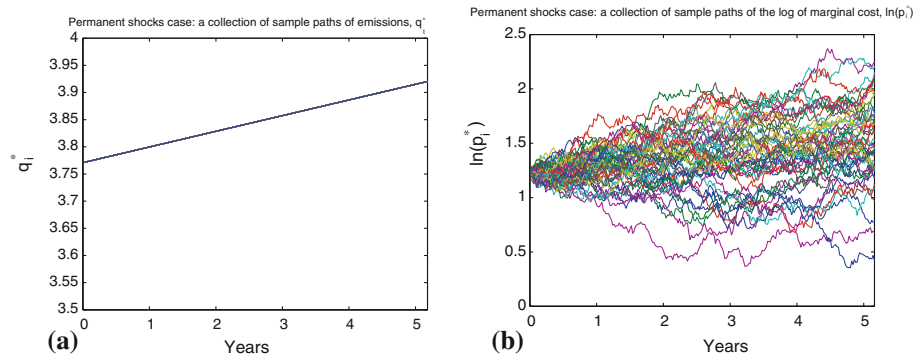 Permanent shocks case: a collection of sample paths of emissions, q*t
4
3.95
3.9
3.85
3.8
3.75
3.7
3.65
3.6
3.55
3.5
q*i
0 1 2 3 4 5
Years
(a)
Permanent shocks case: a collection of sample paths of the log of marginal cost, ln(p*i)
2.5
2
1.5
1
0.5
0
ln(p*i)
0 1 2 3 4 5
Years
(b)